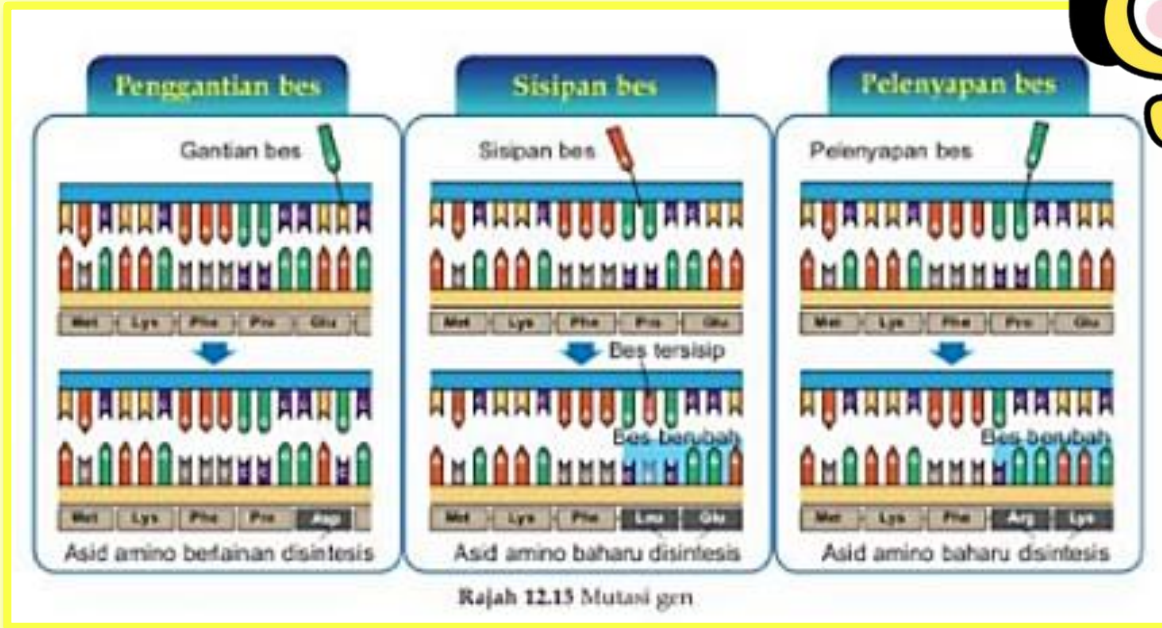 Penggantian bes
Gantian bes
Met Lys Phe Pro Glu
Met Lys Phe Pro Asp
Asid amino berlainan disintesis
Sisipan bes
Sisipan bes
Met Lys Phe Pro Glu
Bes tersisip
Bes berubah
Met Lys Phe Leu Glu
Asid amino baharu disintesis
Pelenyapan bes
Pelenyapan bes
Met Lys Phe Pro Glu
Bes berubah
Met Lys Phe Arg Lys
Asid amino baharu disintesis
Rajah 12.13 Mutasi gen